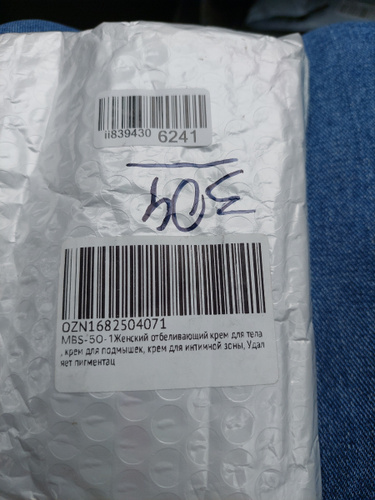 ii839430 6241
304
OZN1682504071
MBS-50-1Женский отбеливающий крем для тела
, крем для подмышек, крем для интимной зоны, Удал
яет пигментац